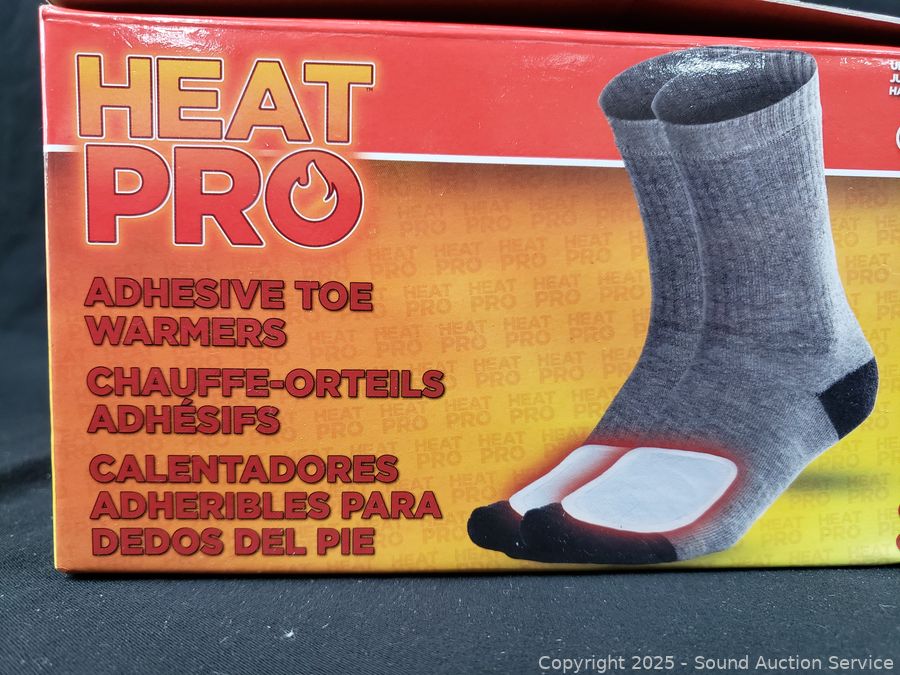 HEAT
PRO
™
ADHESIVE TOE
WARMERS
CHAUFFE-ORTEILS
ADHÉSIFS
CALENTADORES
ADHERIBLES PARA
DEDOS DEL PIE
Copyright © 2025 - Sound Auction Service